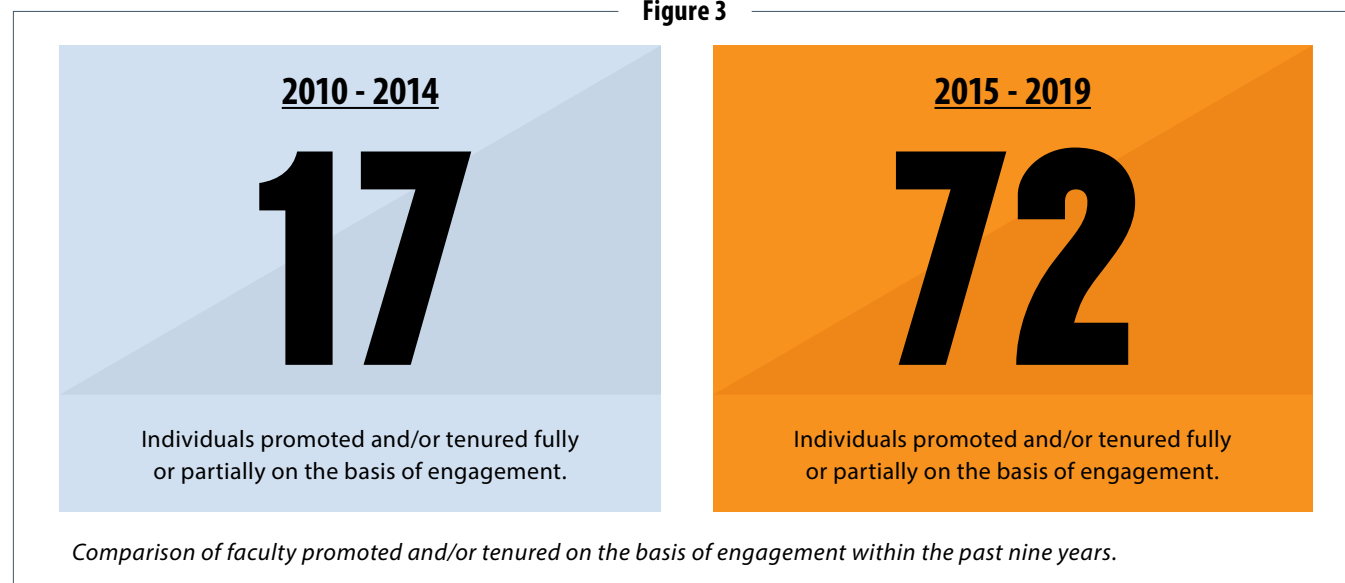 Figure 3
2010 - 2014
17
Individuals promoted and/or tenured fully
or partially on the basis of engagement.
2015 - 2019
72
Individuals promoted and/or tenured fully
or partially on the basis of engagement.
Comparison of faculty promoted and/or tenured on the basis of engagement within the past nine years.